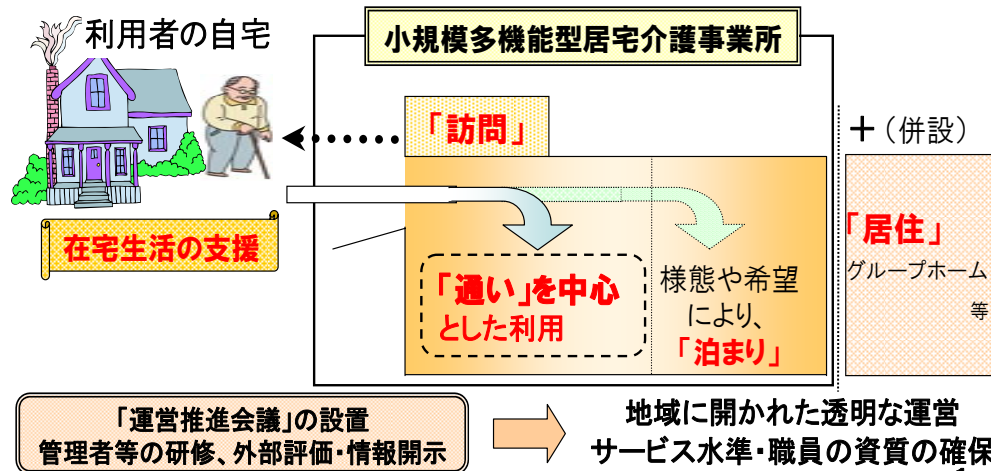 利用者の自宅
小規模多機能型居宅介護事業所
「訪問」
+(併設)
在宅生活の支援
「通い」を中心
とした利用
様態や希望
により、
「泊まり」
「居住」
グループホーム
等
「運営推進会議」の設置
管理者等の研修、外部評価・情報開示
地域に開かれた透明な運営
サービス水準・職員の資質の確保